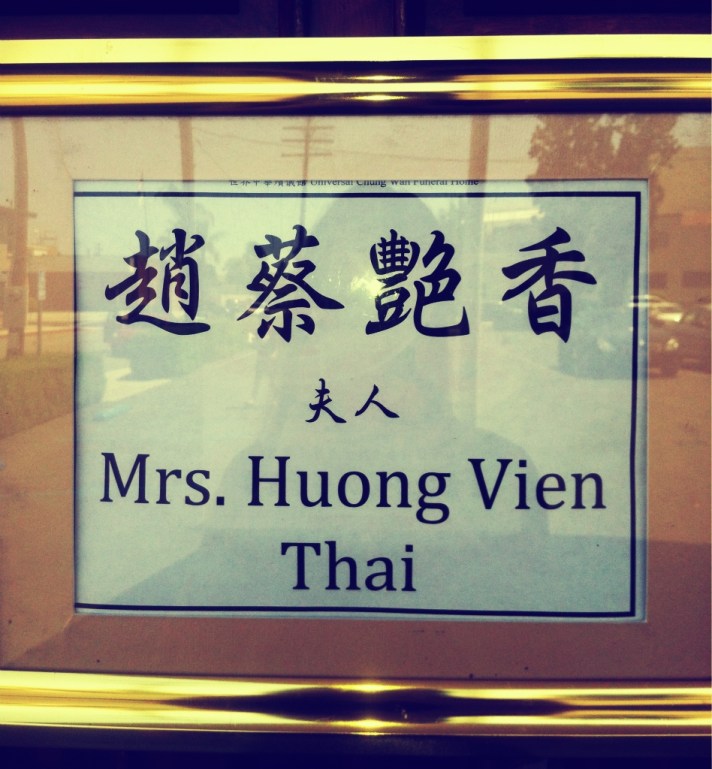 Universal Chung Wah Funeral Home
趙蔡艷香
夫人
Mrs. Huong Vien
Thai